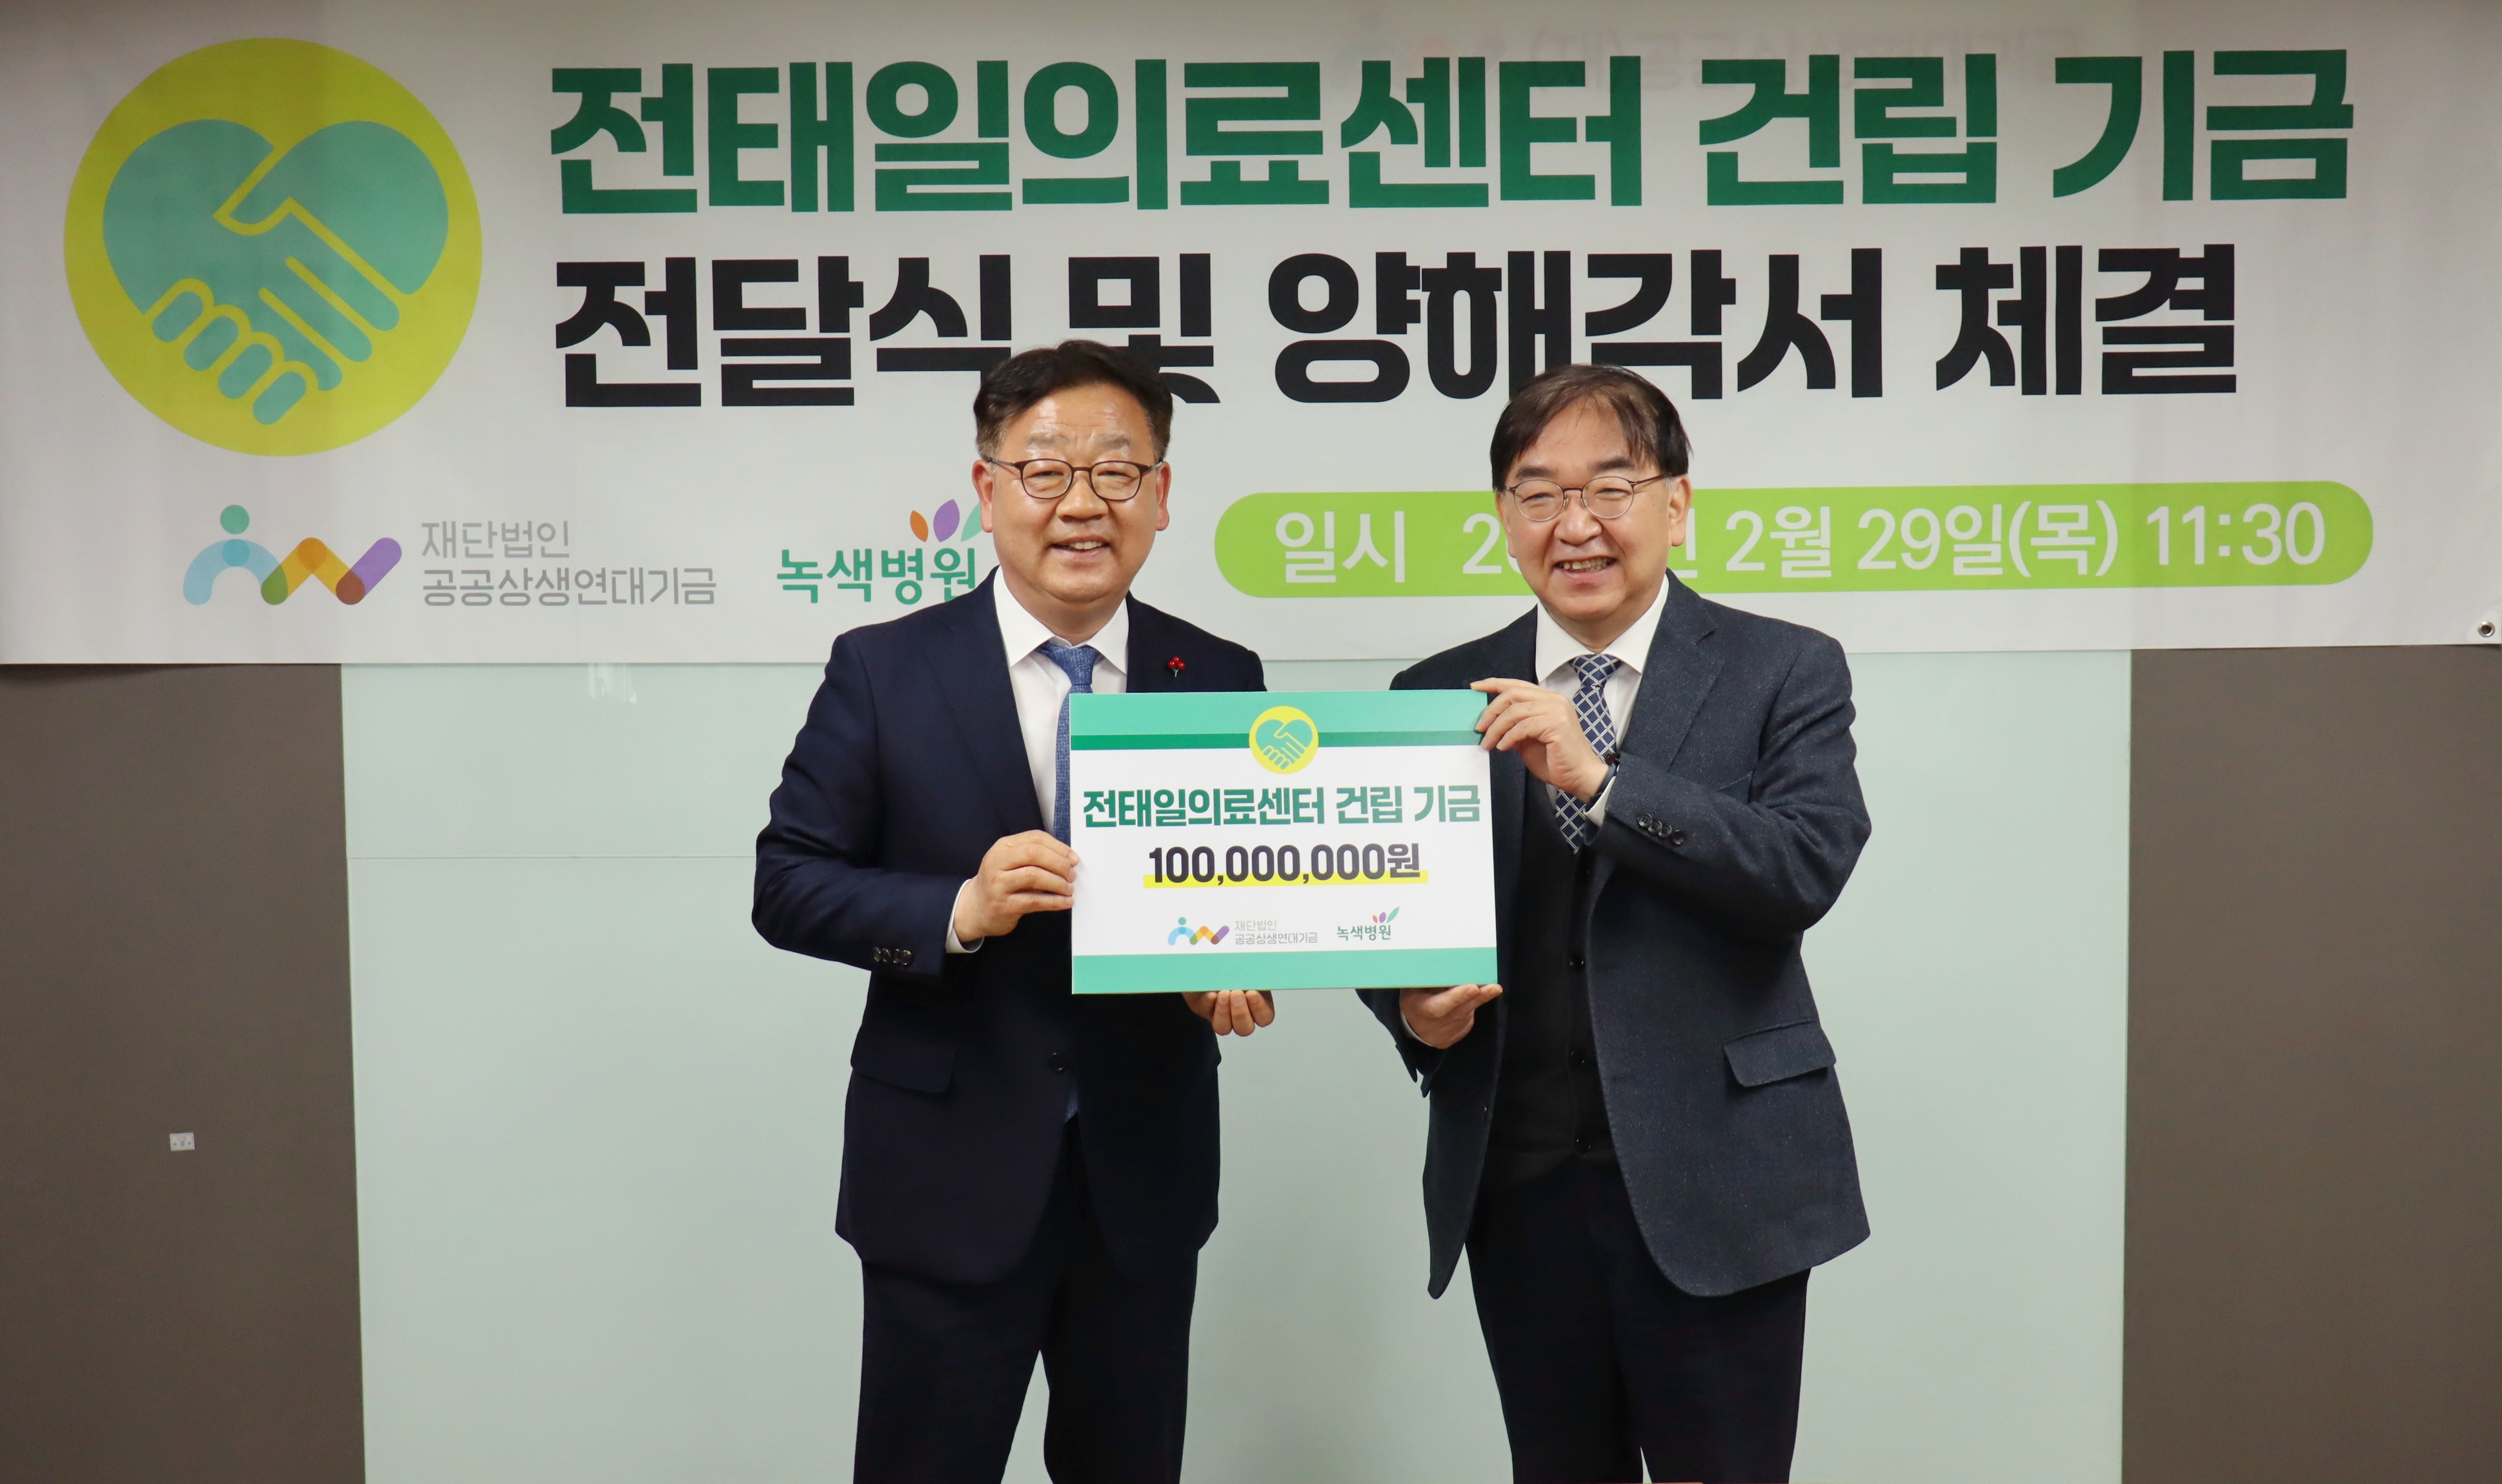 전태일의료센터 건립 기금
전달식 및 양해각서 체결
재단법인
공공상생연대기금
녹색병원
일시 2월 29일(목) 11:30
전태일의료센터 건립 기금
100,000,000원
재단법인
공공상생연대기금
녹색병원